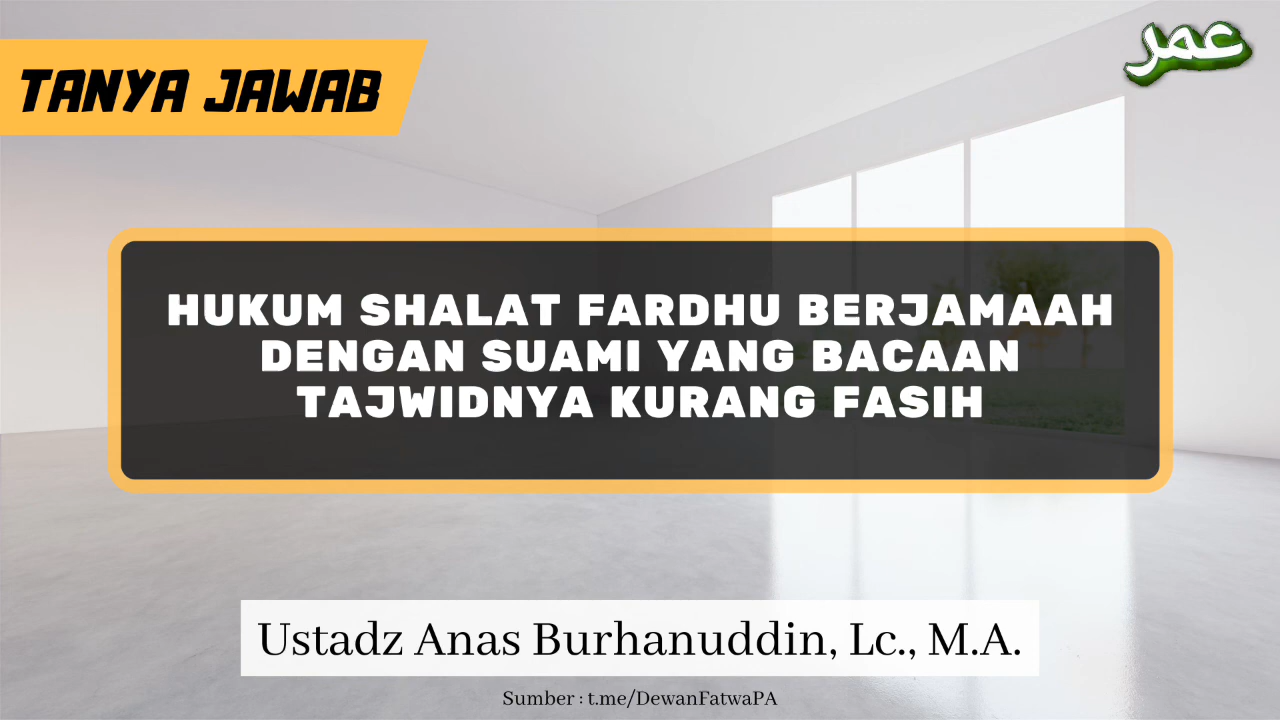 TANYA JAWAB
عمر
HUKUM SHALAT FARDHU BERJAMAAH
DENGAN SUAMI YANG BACAAN
TAJWIDNYA KURANG FASIH
Ustadz Anas Burhanuddin, Lc., M.A.
Sumber : t.me/DewanFatwaPA